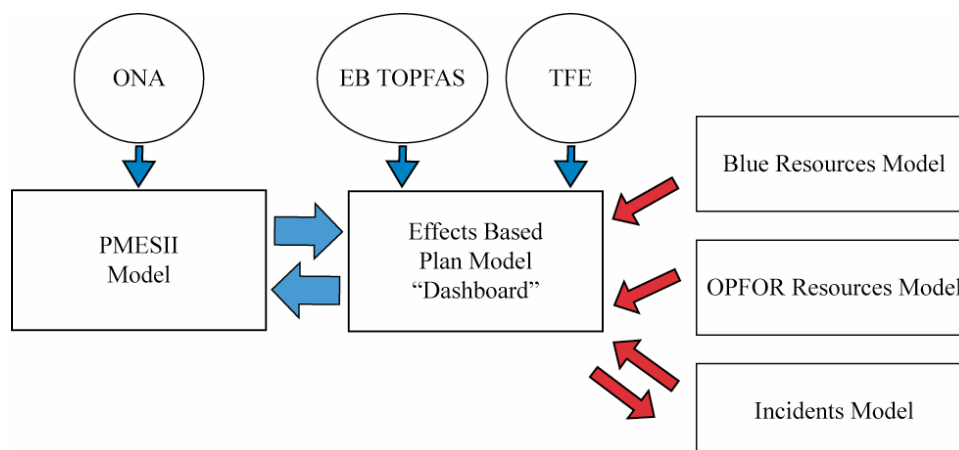 ONA
EB TOPFAS
TFE
Blue Resources Model
PMESII
Model
Effects Based
Plan Model
“Dashboard”
OPFOR Resources Model
Incidents Model